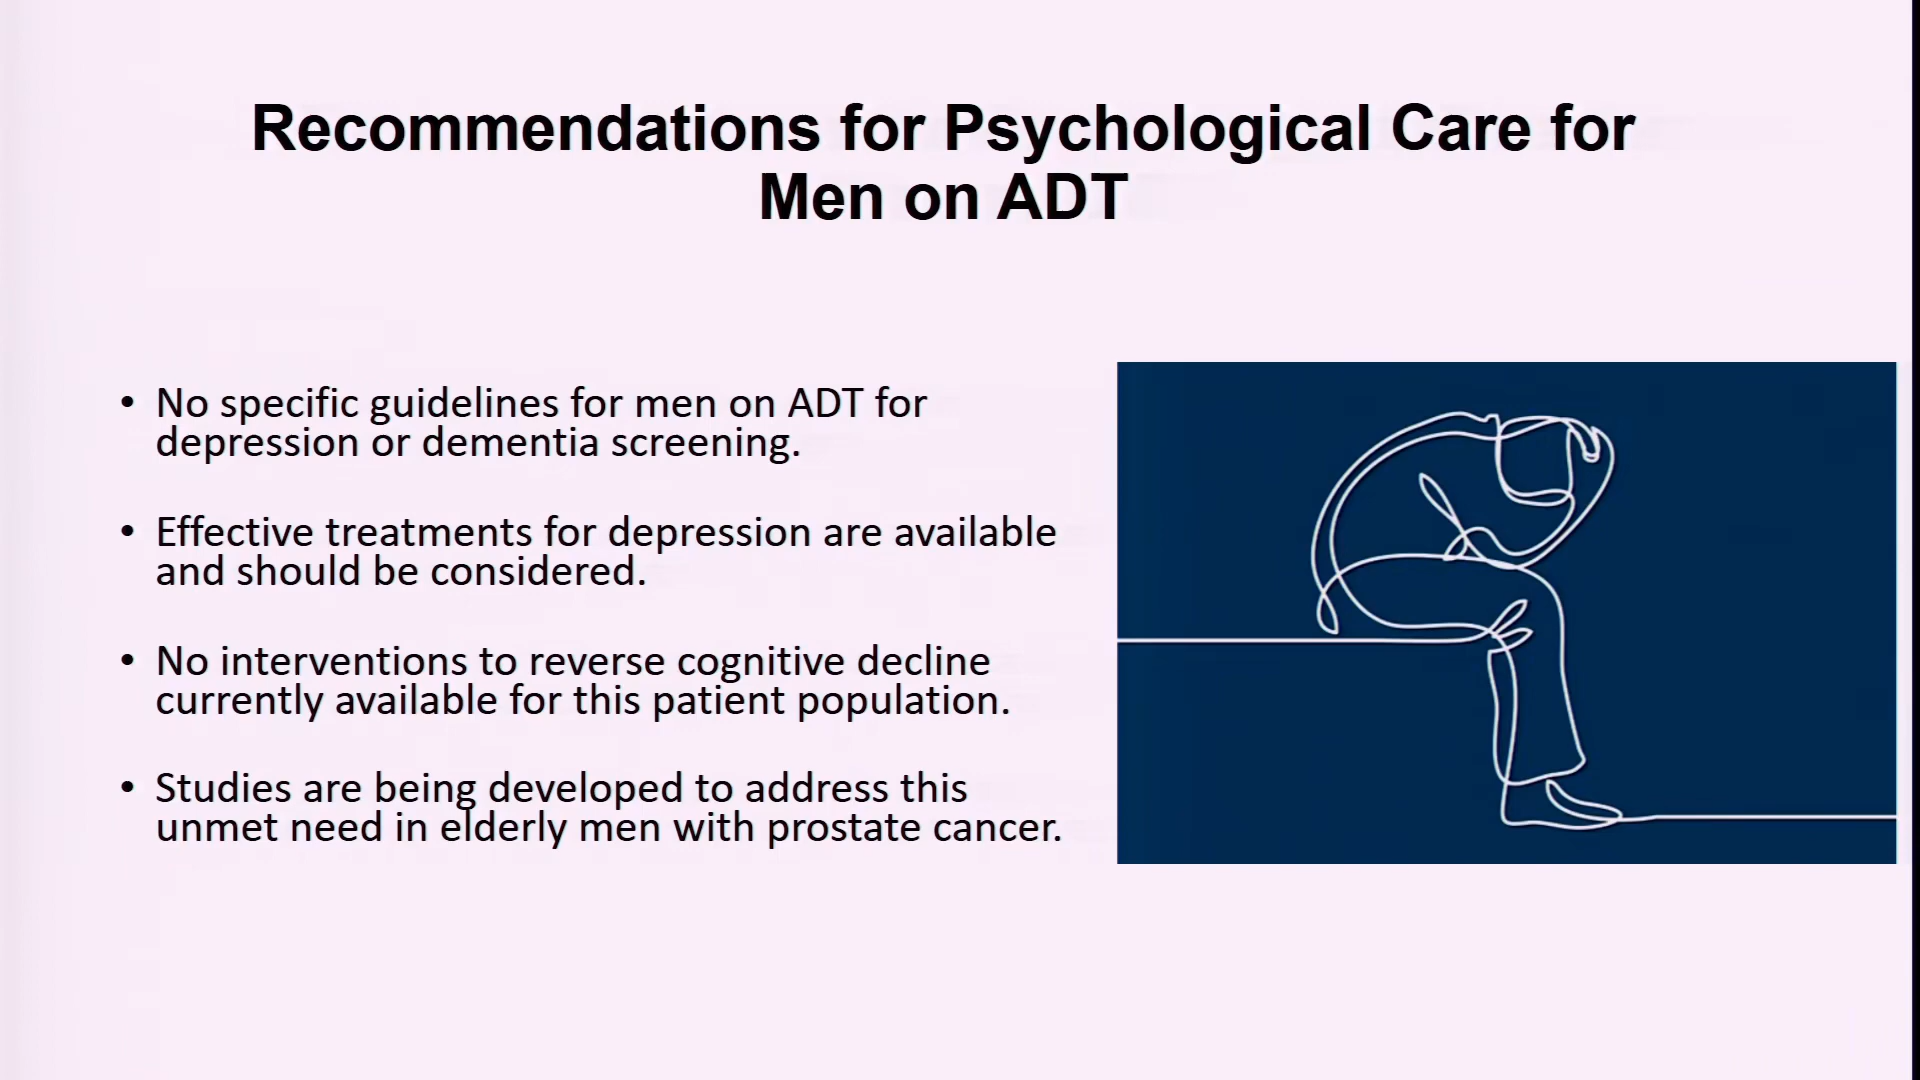 Recommendations for Psychological Care for
Men on ADT
• No specific guidelines for men on ADT for
depression or dementia screening.
• Effective treatments for depression are available
and should be considered.
• No interventions to reverse cognitive decline
currently available for this patient population.
• Studies are being developed to address this
unmet need in elderly men with prostate cancer.